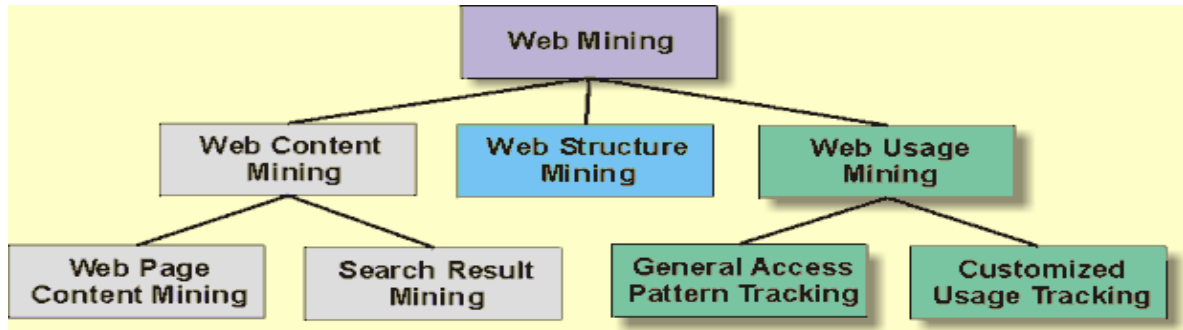 Web Mining
Web Content
Mining
Web Structure
Mining
Web Usage
Mining
Web Page
Content Mining
Search Result
Mining
General Access
Pattern Tracking
Customized
Usage Tracking